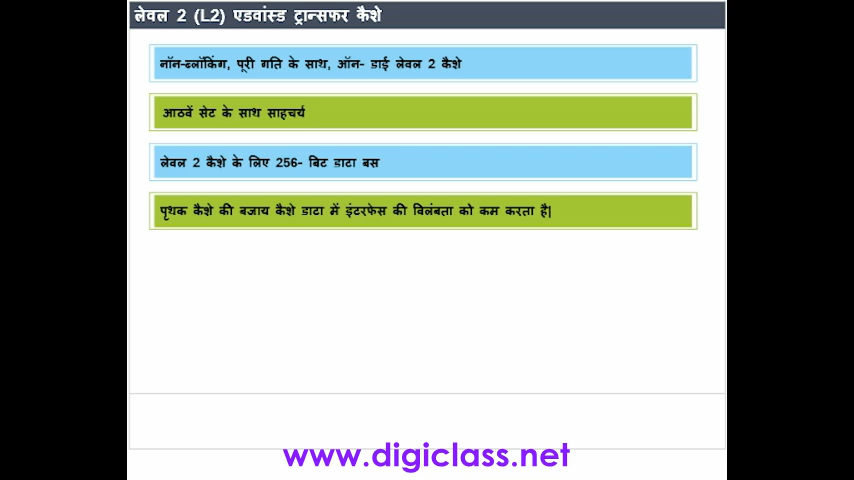 लेवल 2 (L2) एडवांस्ड ट्रान्सफर कैशे
नॉन-ब्लॉकिंग, पूरी गति के साथ, ऑन- डाई लेवल 2 कैशे
आठवें सेट के साथ साहचर्य
लेवल 2 कैशे के लिए 256- बिट डाटा बस
पृथक कैशे की बजाय कैशे डाटा में इंटरफेस की विलंबता को कम करता है|
www.digiclass.net